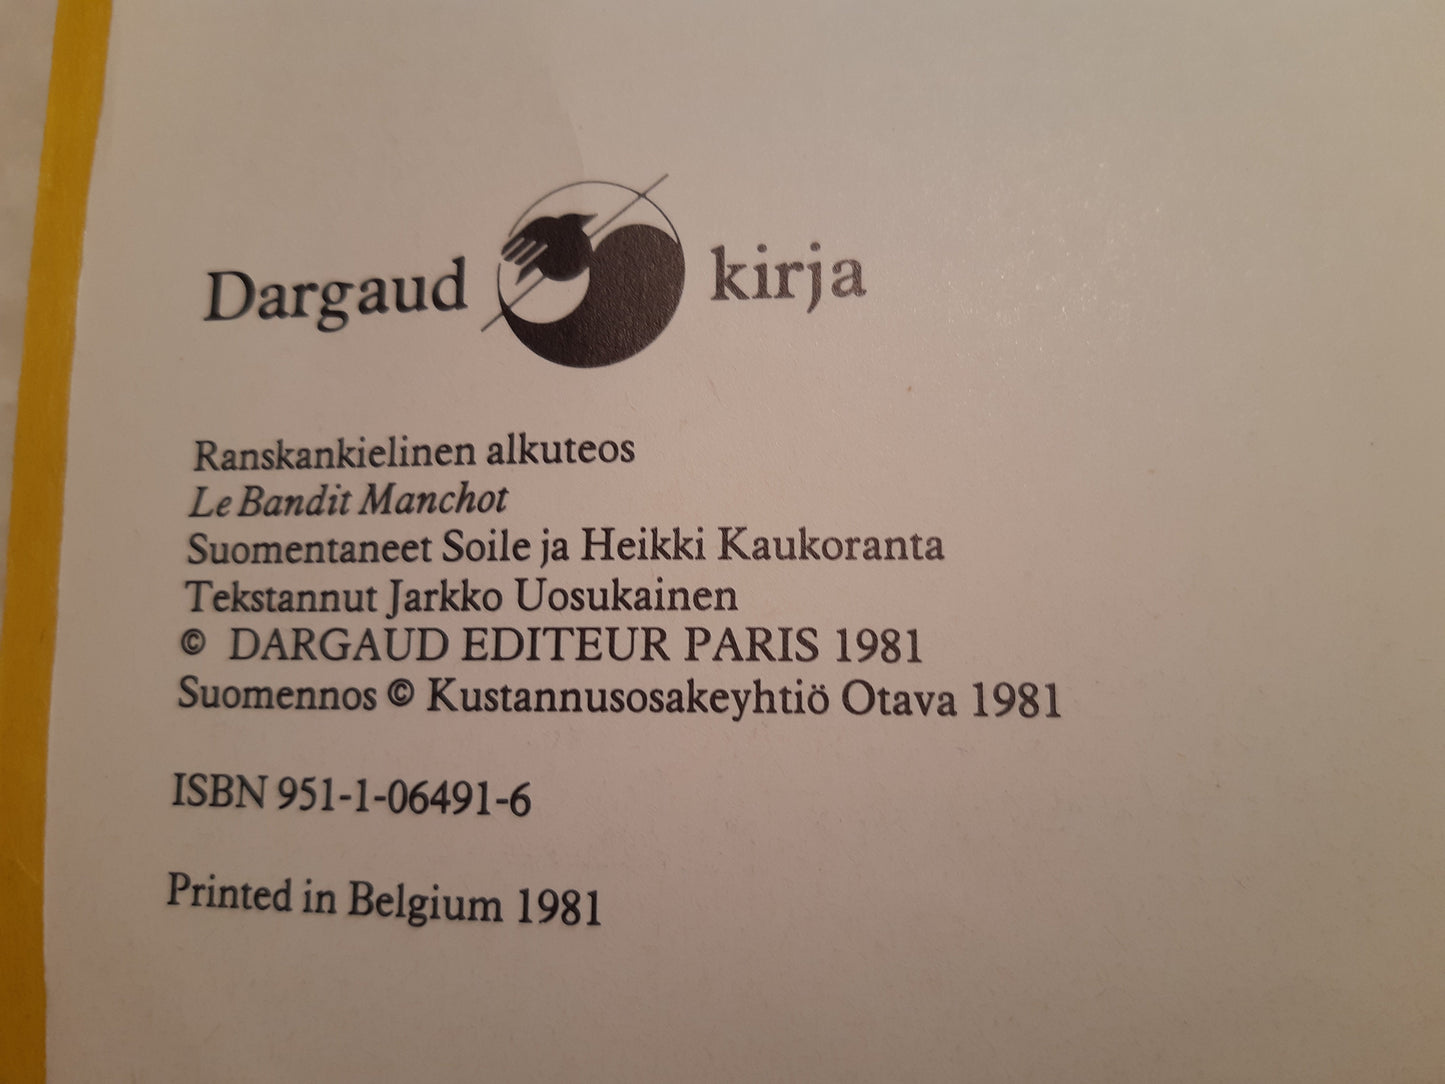 Dargaud kirja
Ranskankielinen alkuteos
Le Bandit Manchot
Suomentaneet Soile ja Heikki Kaukoranta
Tekstannut Jarkko Uosukainen
© DARGAUD EDITEUR PARIS 1981
Suomennos © Kustannusosakeyhtiö Otava 1981
ISBN 951-1-06491-6
Printed in Belgium 1981